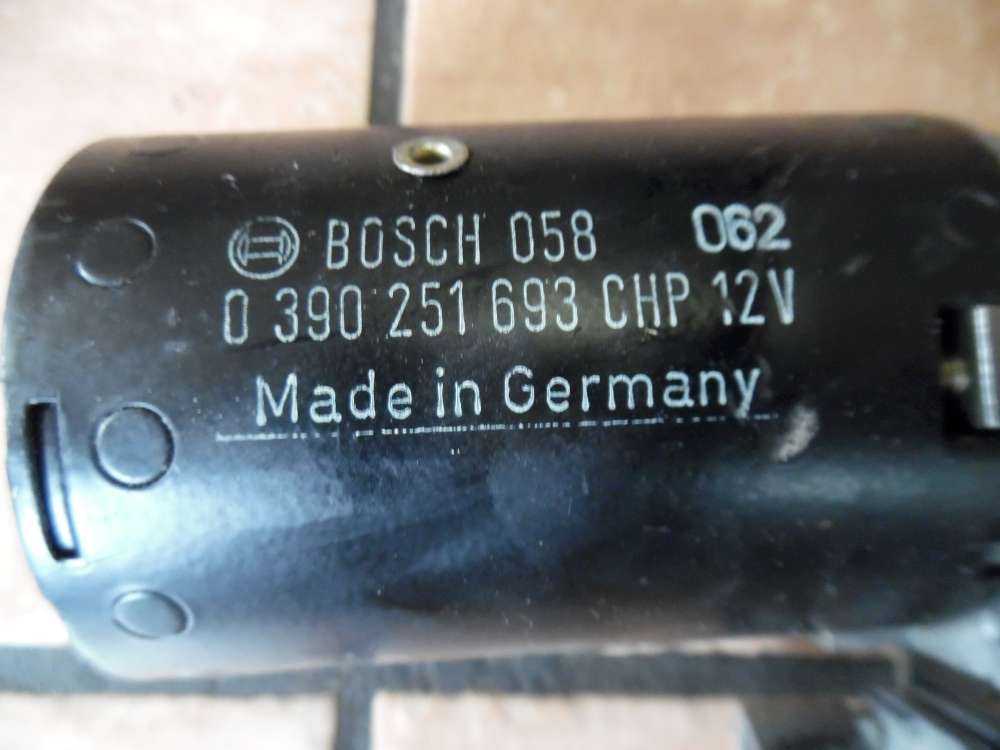 BOSCH 058 062
0 390 251 693 CHP 12V
Made in Germany